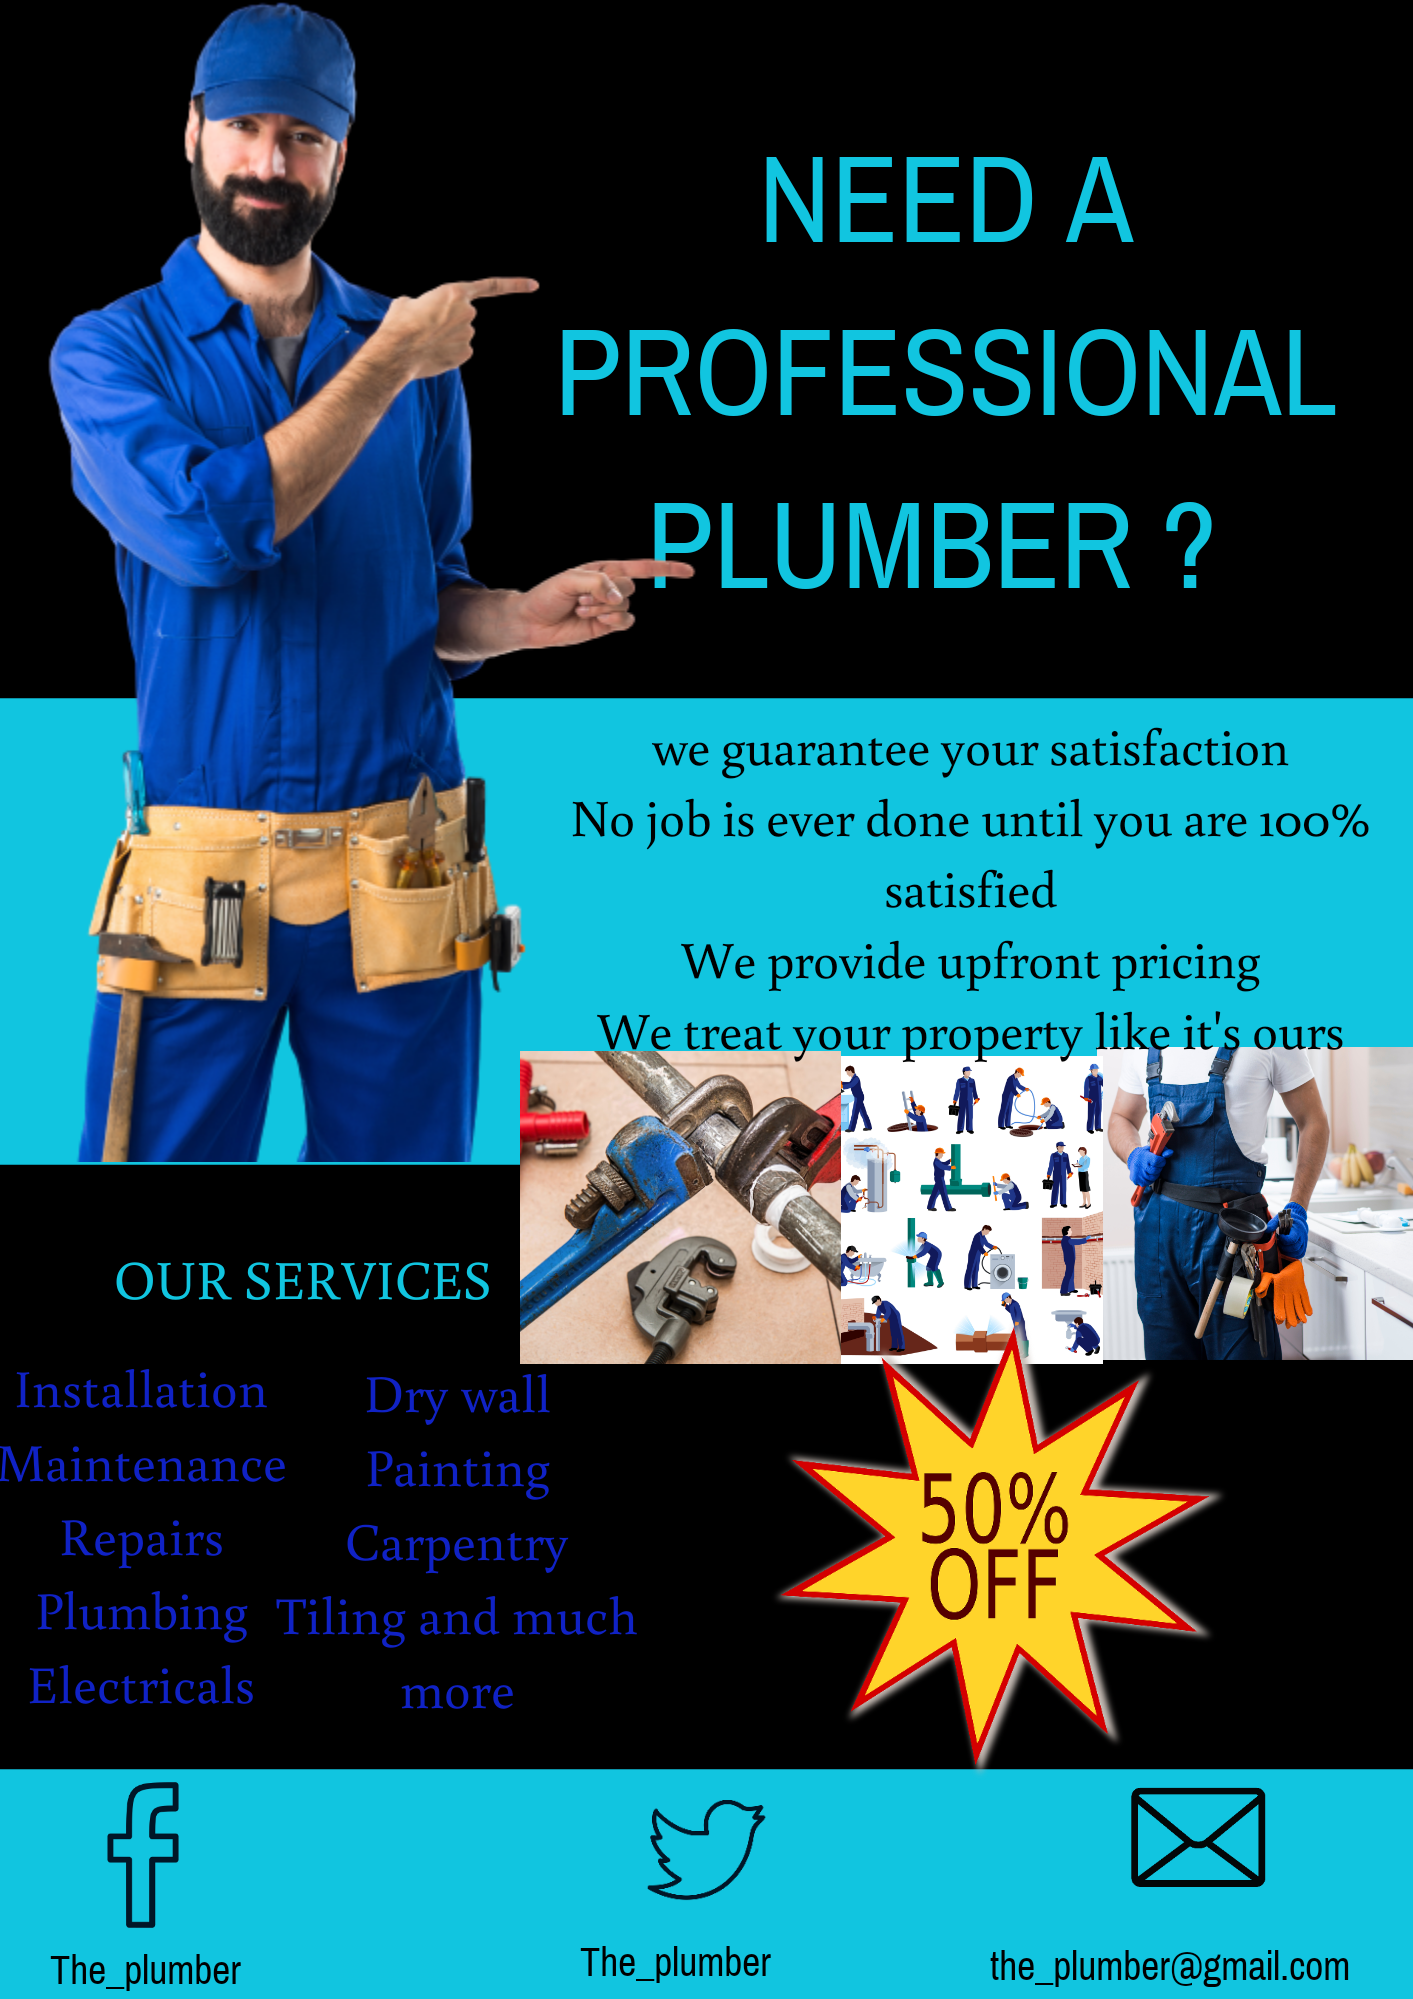 NEED A
PROFESSIONAL
PLUMBER ?
we guarantee your satisfaction
No job is ever done until you are 100%
satisfied
We provide upfront pricing
We treat your property like it's ours
OUR SERVICES
Installation
Maintenance
Repairs
Plumbing
Electricals
Dry wall
Painting
Carpentry
Tiling and much
more
50%
OFF
The_plumber
The_plumber
the_plumber@gmail.com